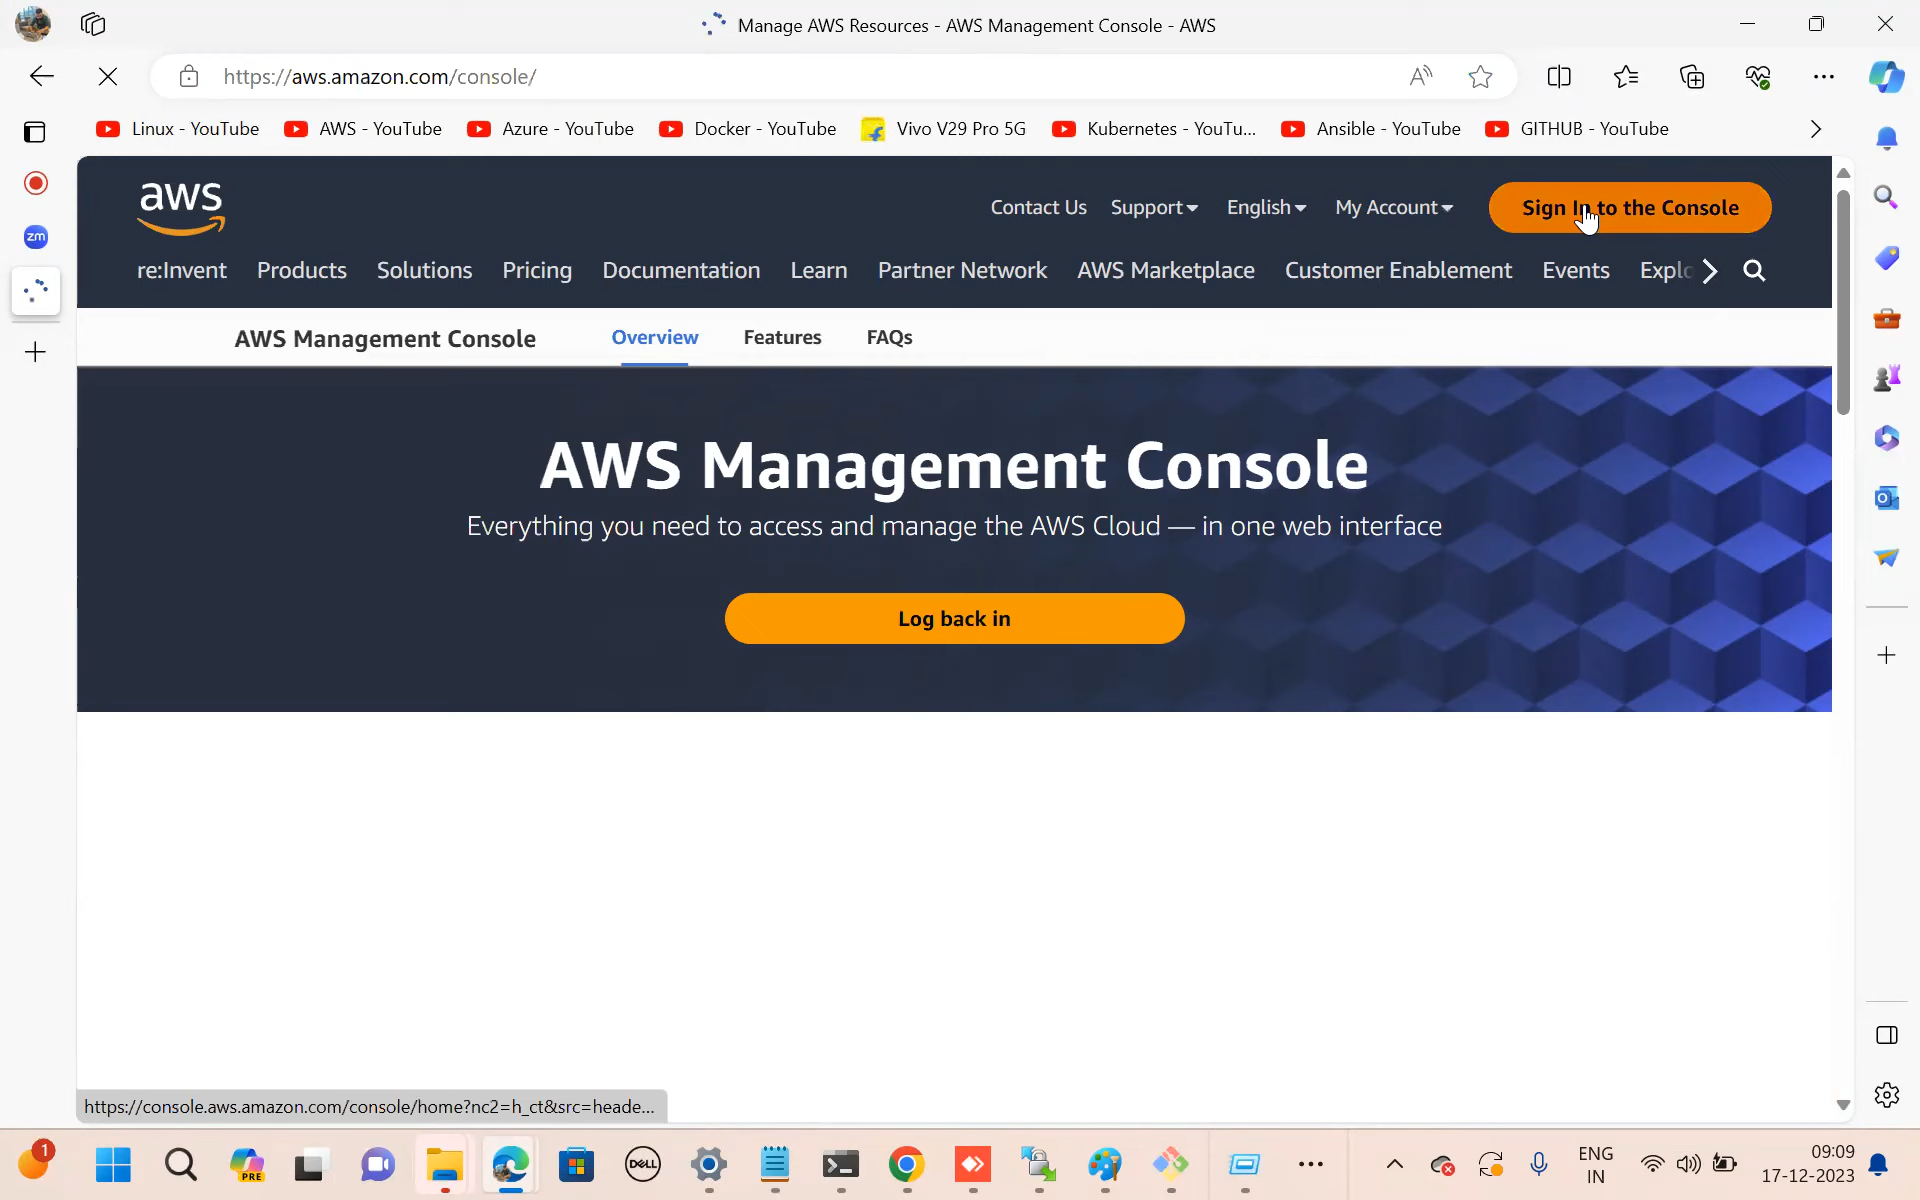 Manage AWS Resources - AWS Management Console - AWS
https://aws.amazon.com/console/
Linux - YouTube
AWS - YouTube
Azure - YouTube
Docker - YouTube
Vivo V29 Pro 5G
Kubernetes - YouTu...
Ansible - YouTube
GITHUB - YouTube
zm
aws
Contact Us
Support
English
My Account
Sign In to the Console
re:Invent
Products
Solutions
Pricing
Documentation
Learn
Partner Network
AWS Marketplace
Customer Enablement
Events
Explo
AWS Management Console
Overview
Features
FAQs
AWS Management Console
Everything you need to access and manage the AWS Cloud — in one web interface
Log back in
https://console.aws.amazon.com/console/home?nc2=h_ct&src=heade...
1
PRE
DELL
ENG
IN
09:09
17-12-2023